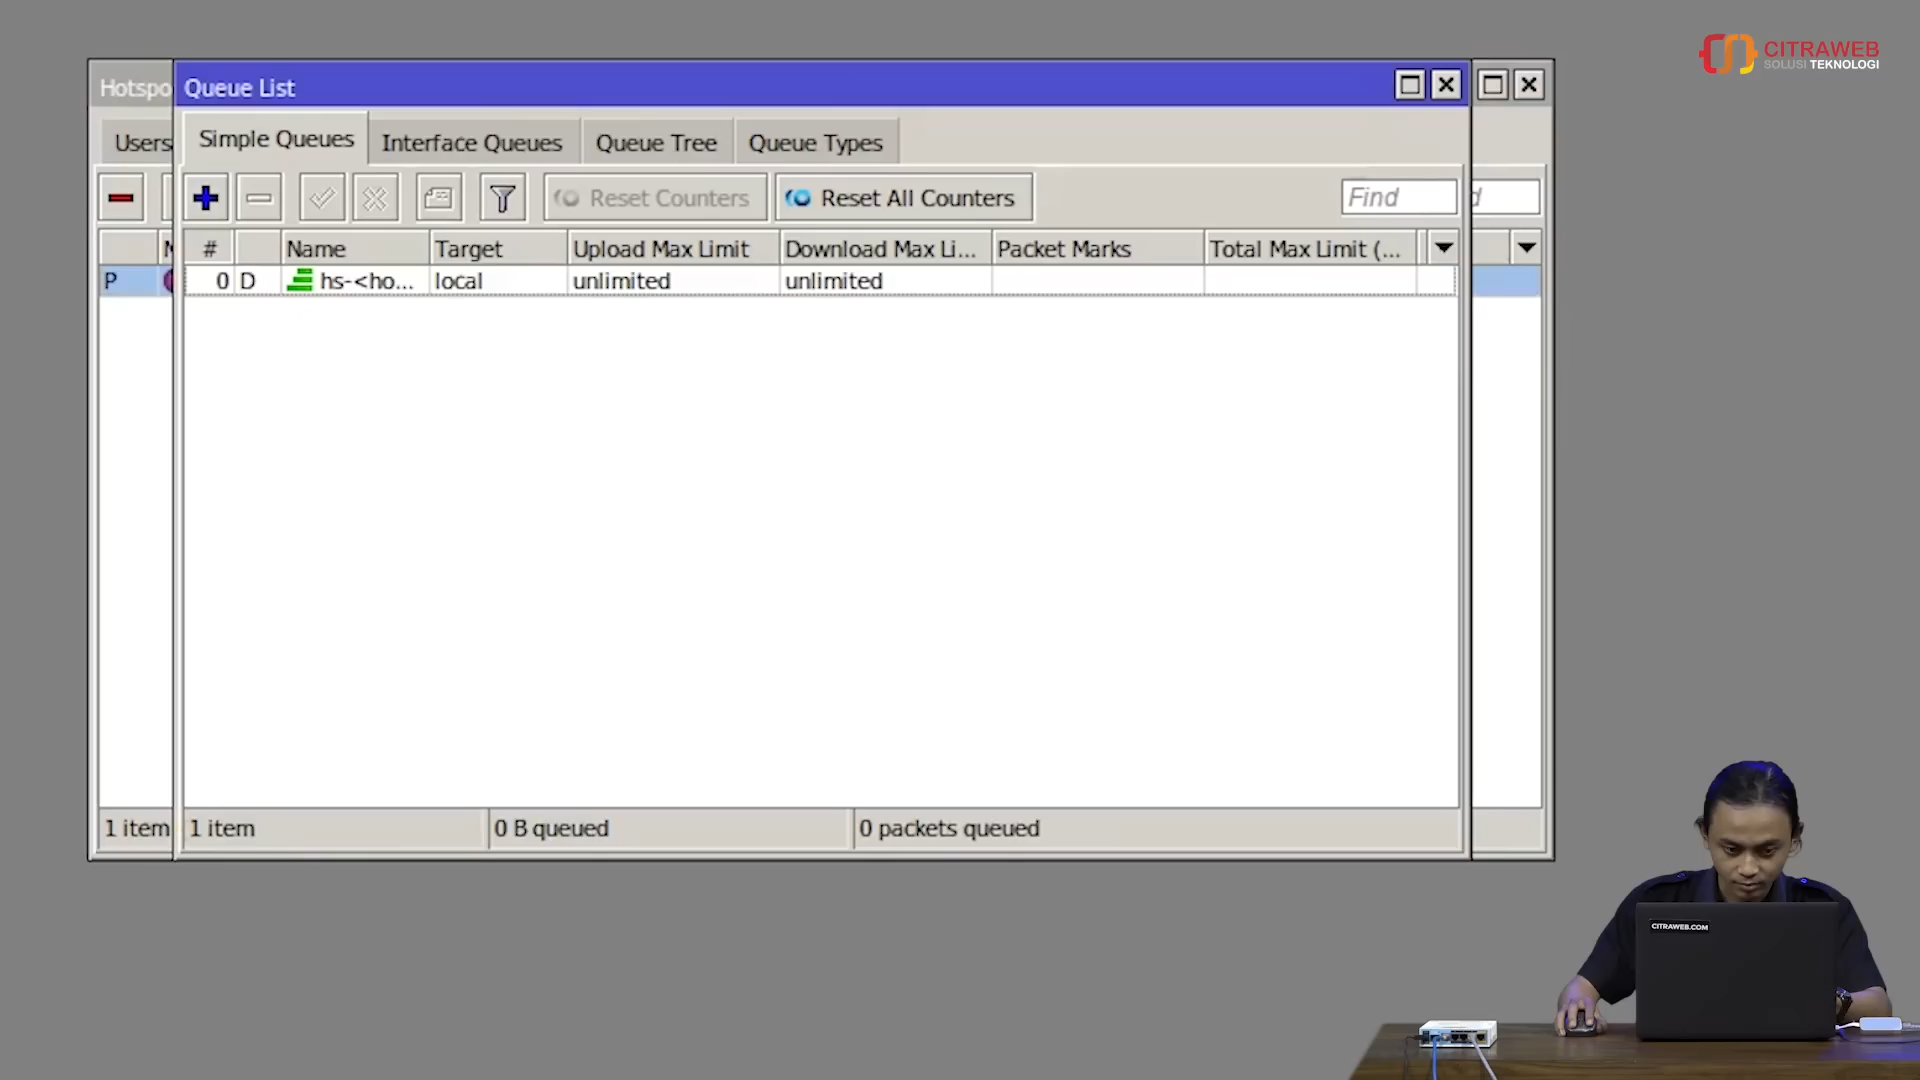 CITRAWEB
SOLUSI TEKNOLOGI
Hotspo
Queue List
Users
Simple Queues
Interface Queues
Queue Tree
Queue Types
Reset Counters
Reset All Counters
Find
# Name Target Upload Max Limit Download Max Li... Packet Marks Total Max Limit (...
P
0 D hs-<ho... local unlimited unlimited
1 item
1 item
0 B queued
0 packets queued
CITRAWEB.COM